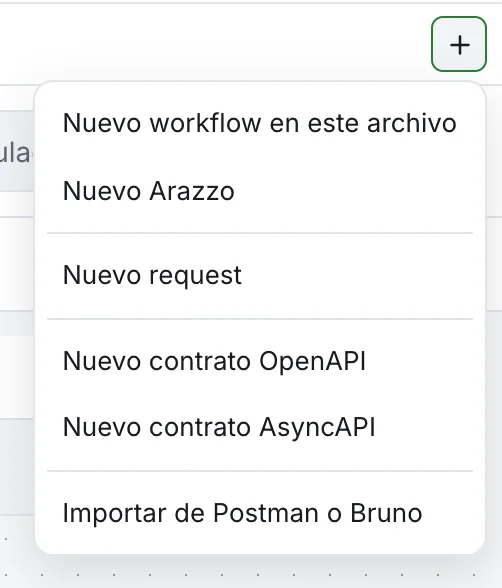 Nuevo workflow en este archivo
Nuevo Arazzo
Nuevo request
Nuevo contrato OpenAPI
Nuevo contrato AsyncAPI
Importar de Postman o Bruno